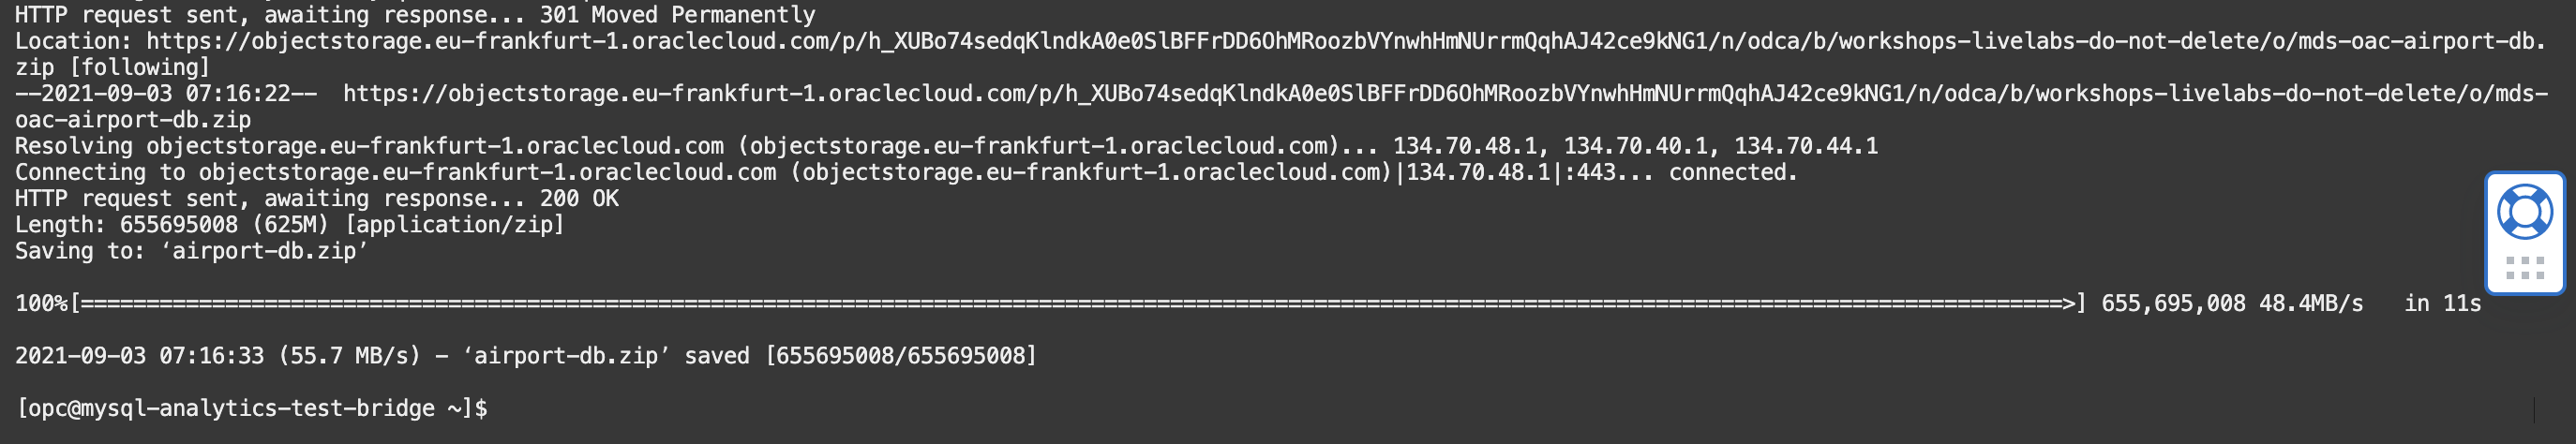 HTTP request sent, awaiting response... 301 Moved Permanently
Location: https://objectstorage.eu-frankfurt-1.oraclecloud.com/p/h_XUBo74sedqKlndkA0e0SlBFFrDD6OhMRoozbVYnwhHmNUrrmQqhAJ42ce9kNG1/n/odca/b/workshops-livelabs-do-not-delete/o/mds-oac-airport-db.
zip [following]
--2021-09-03 07:16:22--  https://objectstorage.eu-frankfurt-1.oraclecloud.com/p/h_XUBo74sedqKlndkA0e0SlBFFrDD6OhMRoozbVYnwhHmNUrrmQqhAJ42ce9kNG1/n/odca/b/workshops-livelabs-do-not-delete/o/mds-
oac-airport-db.zip
Resolving objectstorage.eu-frankfurt-1.oraclecloud.com (objectstorage.eu-frankfurt-1.oraclecloud.com)... 134.70.48.1, 134.70.40.1, 134.70.44.1
Connecting to objectstorage.eu-frankfurt-1.oraclecloud.com (objectstorage.eu-frankfurt-1.oraclecloud.com)|134.70.48.1|:443... connected.
HTTP request sent, awaiting response... 200 OK
Length: 655695008 (625M) [application/zip]
Saving to: ‘airport-db.zip’
100%[=======================================================================================================================================================>] 655,695,008 48.4MB/s   in 11s
2021-09-03 07:16:33 (55.7 MB/s) - ‘airport-db.zip’ saved [655695008/655695008]
[opc@mysql-analytics-test-bridge ~]$